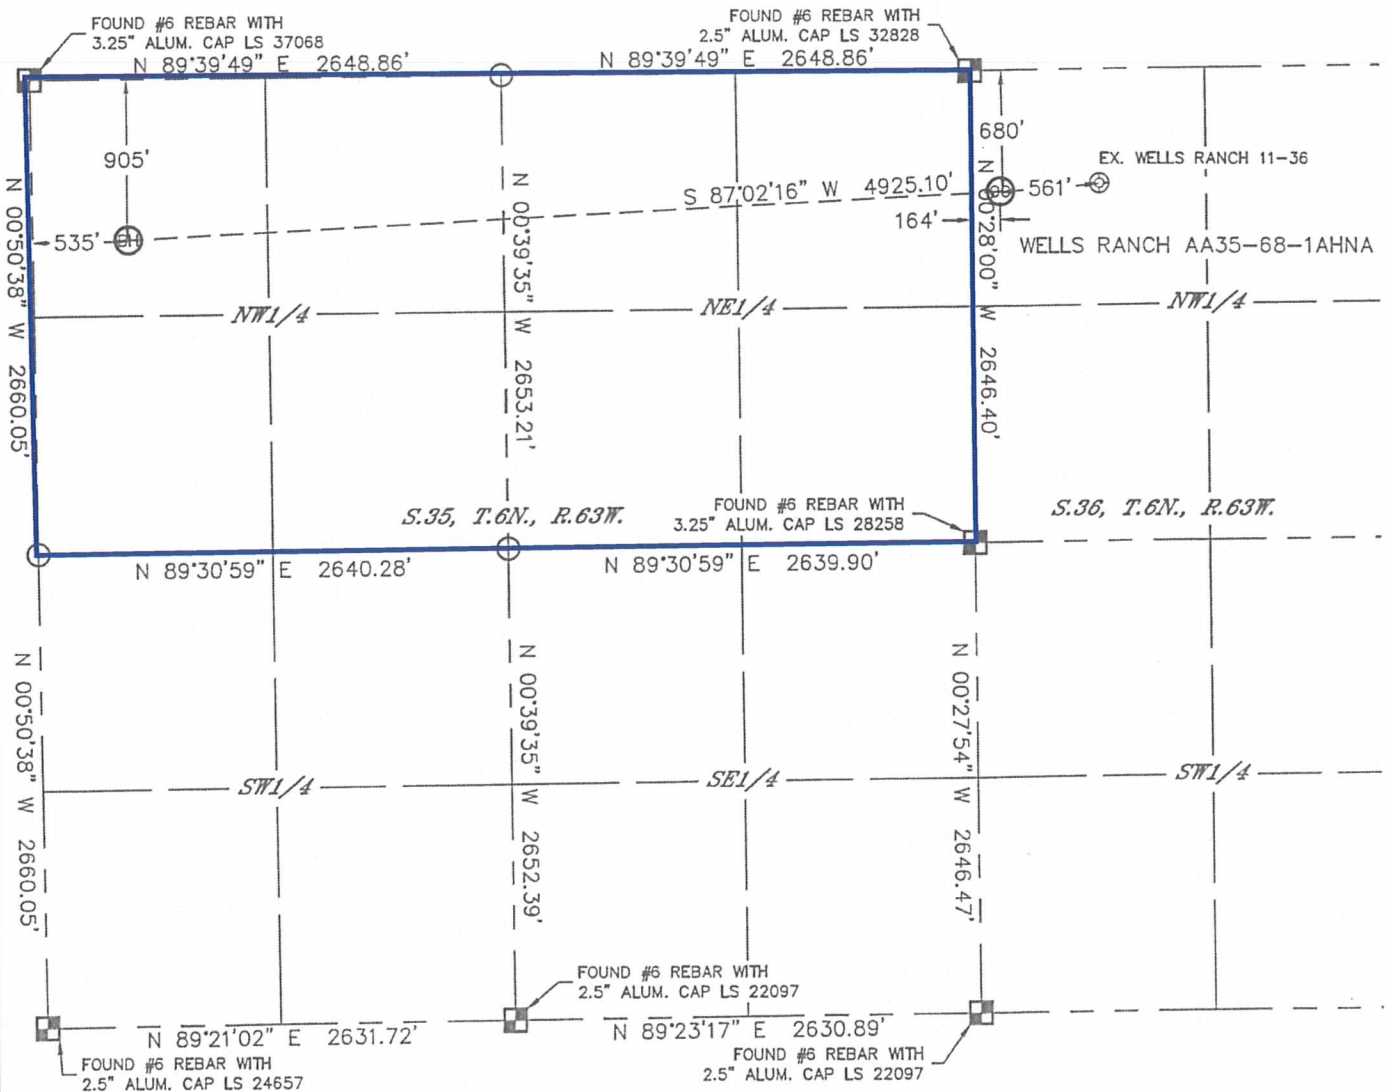 FOUND #6 REBAR WITH
3.25" ALUM. CAP LS 37068
N 89°39'49" E 2648.86'
FOUND #6 REBAR WITH
2.5" ALUM. CAP LS 32828
N 89°39'49" E 2648.86'
905'
680'
EX. WELLS RANCH 11-36
S 87°02'16" W 4925.10'
561'
164'
535'
BH
WELLS RANCH AA35-68-1AHNA
N 00°50'38" W 2660.05'
N 00°39'35" W 2653.21'
N 00°28'00" W 2646.40'
NW1/4
NE1/4
NW1/4
S.35, T.6N., R.63W.
FOUND #6 REBAR WITH
3.25" ALUM. CAP LS 28258
S.36, T.6N., R.63W.
N 89°30'59" E 2640.28'
N 89°30'59" E 2639.90'
N 00°50'38" W 2660.05'
N 00°39'35" W 2652.39'
N 00°27'54" W 2646.47'
SW1/4
SE1/4
SW1/4
FOUND #6 REBAR WITH
2.5" ALUM. CAP LS 22097
N 89°21'02" E 2631.72'
N 89°23'17" E 2630.89'
FOUND #6 REBAR WITH
2.5" ALUM. CAP LS 24657
FOUND #6 REBAR WITH
2.5" ALUM. CAP LS 22097